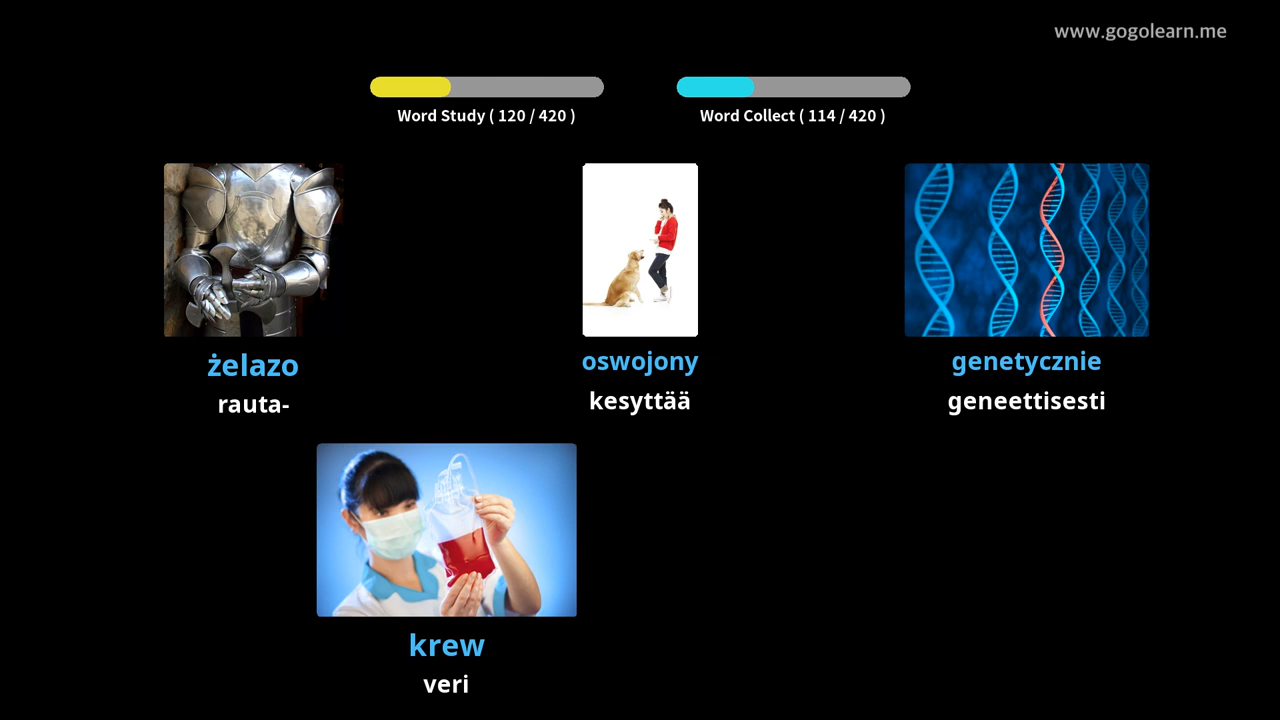 www.gogolearn.me
Word Study ( 120 / 420 )
Word Collect ( 114 / 420 )
żelazo
rauta-
oswojony
kesyttää
genetycznie
geneettisesti
krew
veri